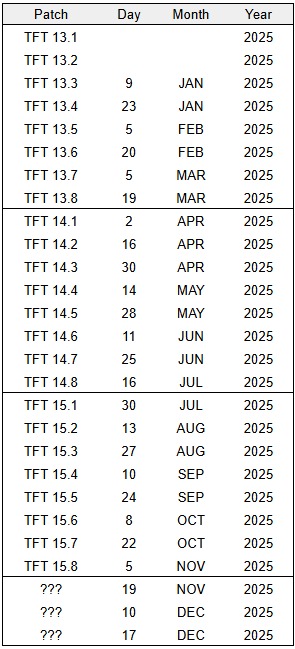 Patch Day Month Year
TFT 13.1 2025
TFT 13.2 2025
TFT 13.3 9 JAN 2025
TFT 13.4 23 JAN 2025
TFT 13.5 5 FEB 2025
TFT 13.6 20 FEB 2025
TFT 13.7 5 MAR 2025
TFT 13.8 19 MAR 2025
TFT 14.1 2 APR 2025
TFT 14.2 16 APR 2025
TFT 14.3 30 APR 2025
TFT 14.4 14 MAY 2025
TFT 14.5 28 MAY 2025
TFT 14.6 11 JUN 2025
TFT 14.7 25 JUN 2025
TFT 14.8 16 JUL 2025
TFT 15.1 30 JUL 2025
TFT 15.2 13 AUG 2025
TFT 15.3 27 AUG 2025
TFT 15.4 10 SEP 2025
TFT 15.5 24 SEP 2025
TFT 15.6 8 OCT 2025
TFT 15.7 22 OCT 2025
TFT 15.8 5 NOV 2025
??? 19 NOV 2025
??? 10 DEC 2025
??? 17 DEC 2025